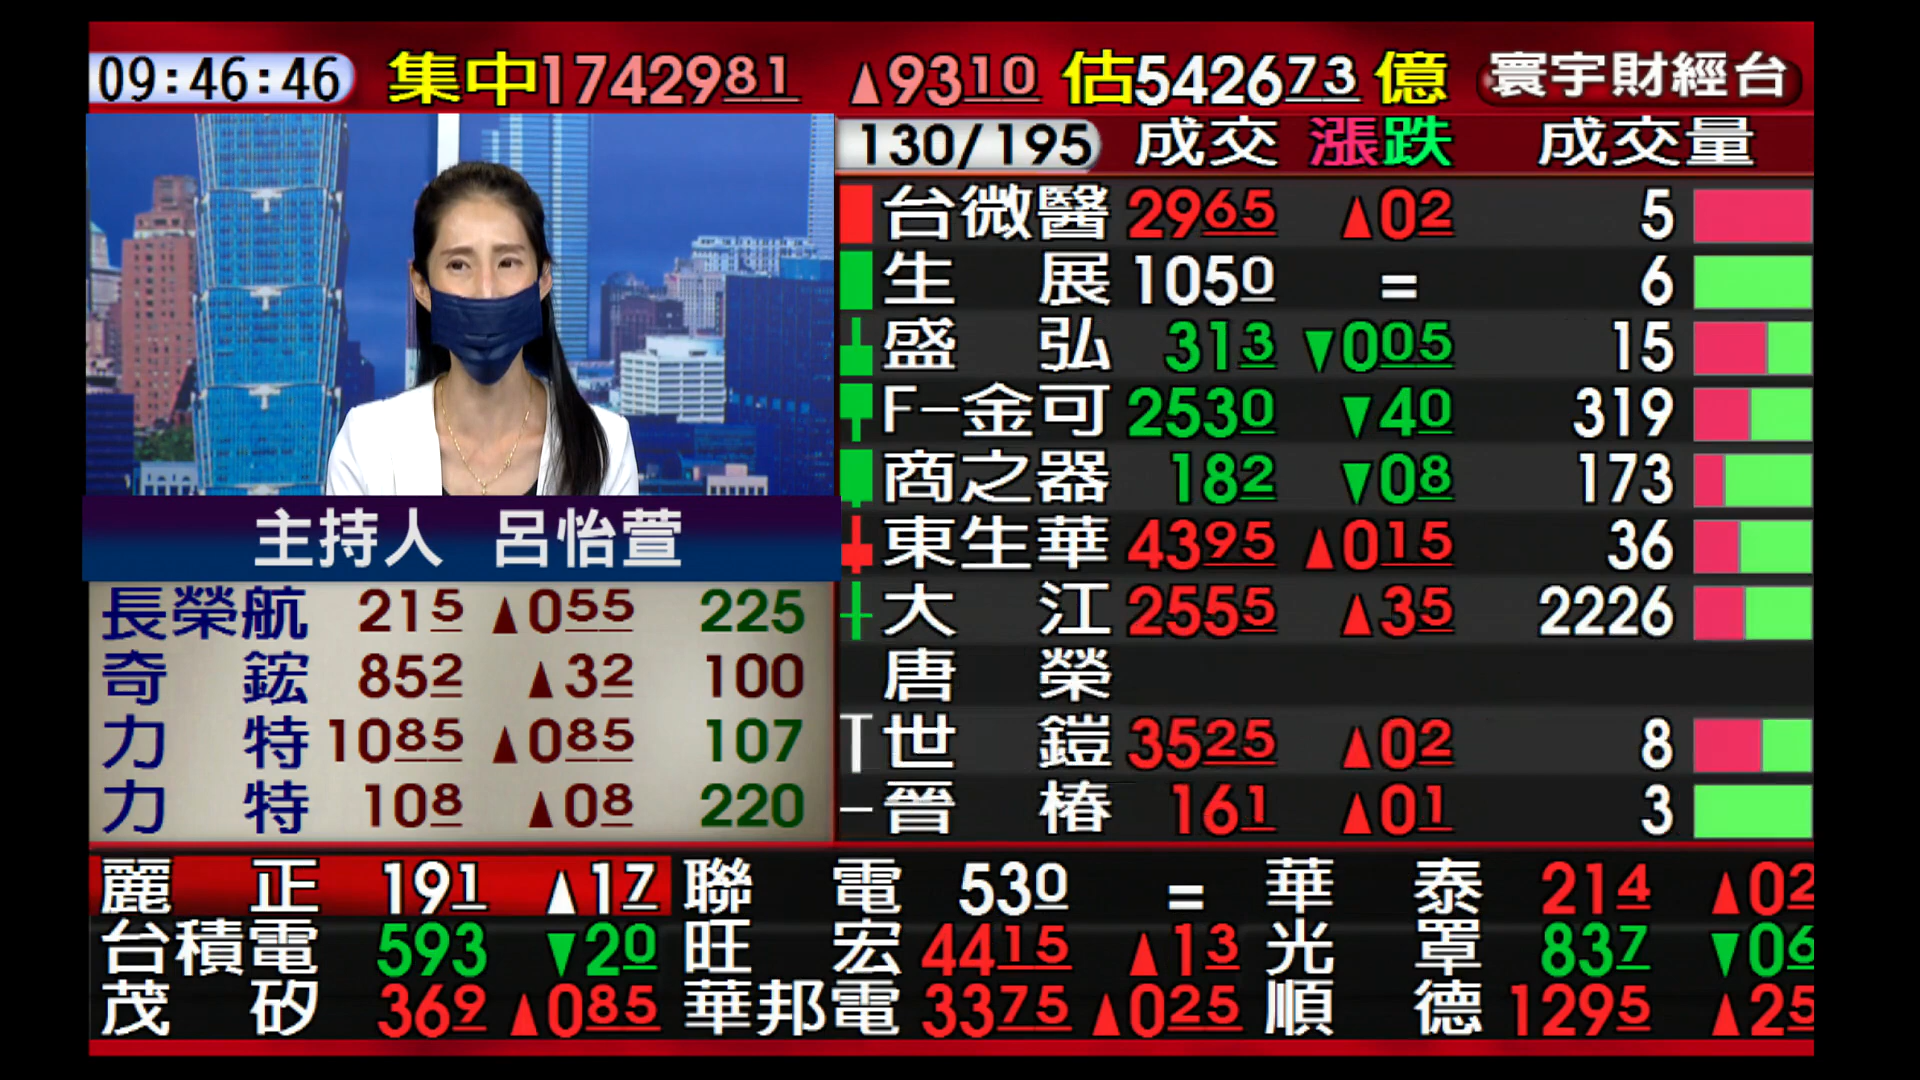 09:46:46 集中1742981 ▲9310 估542673億 寰宇財經台
130/195 成交 漲跌 成交量
台微醫 2965 ▲02 5
生展 1050 = 6
盛弘 313 ▼005 15
F-金可 2530 ▼40 319
商之器 182 ▼08 173
東生華 4395 ▲015 36
大江 2555 ▲35 2226
唐榮
世鎧 3525 ▲02 8
晉椿 161 ▲01 3
主持人 呂怡萱
長榮航 215 ▲055 225
奇鋐 852 ▲32 100
力特 1085 ▲085 107
力特 108 ▲08 220
麗正 191 ▲17 聯電 530 = 華泰 214 ▲02
台積電 593 ▼20 旺宏 4415 ▲13 光罩 837 ▼06
茂矽 369 ▲085 華邦電 3375 ▲025 順德 1295 ▲25